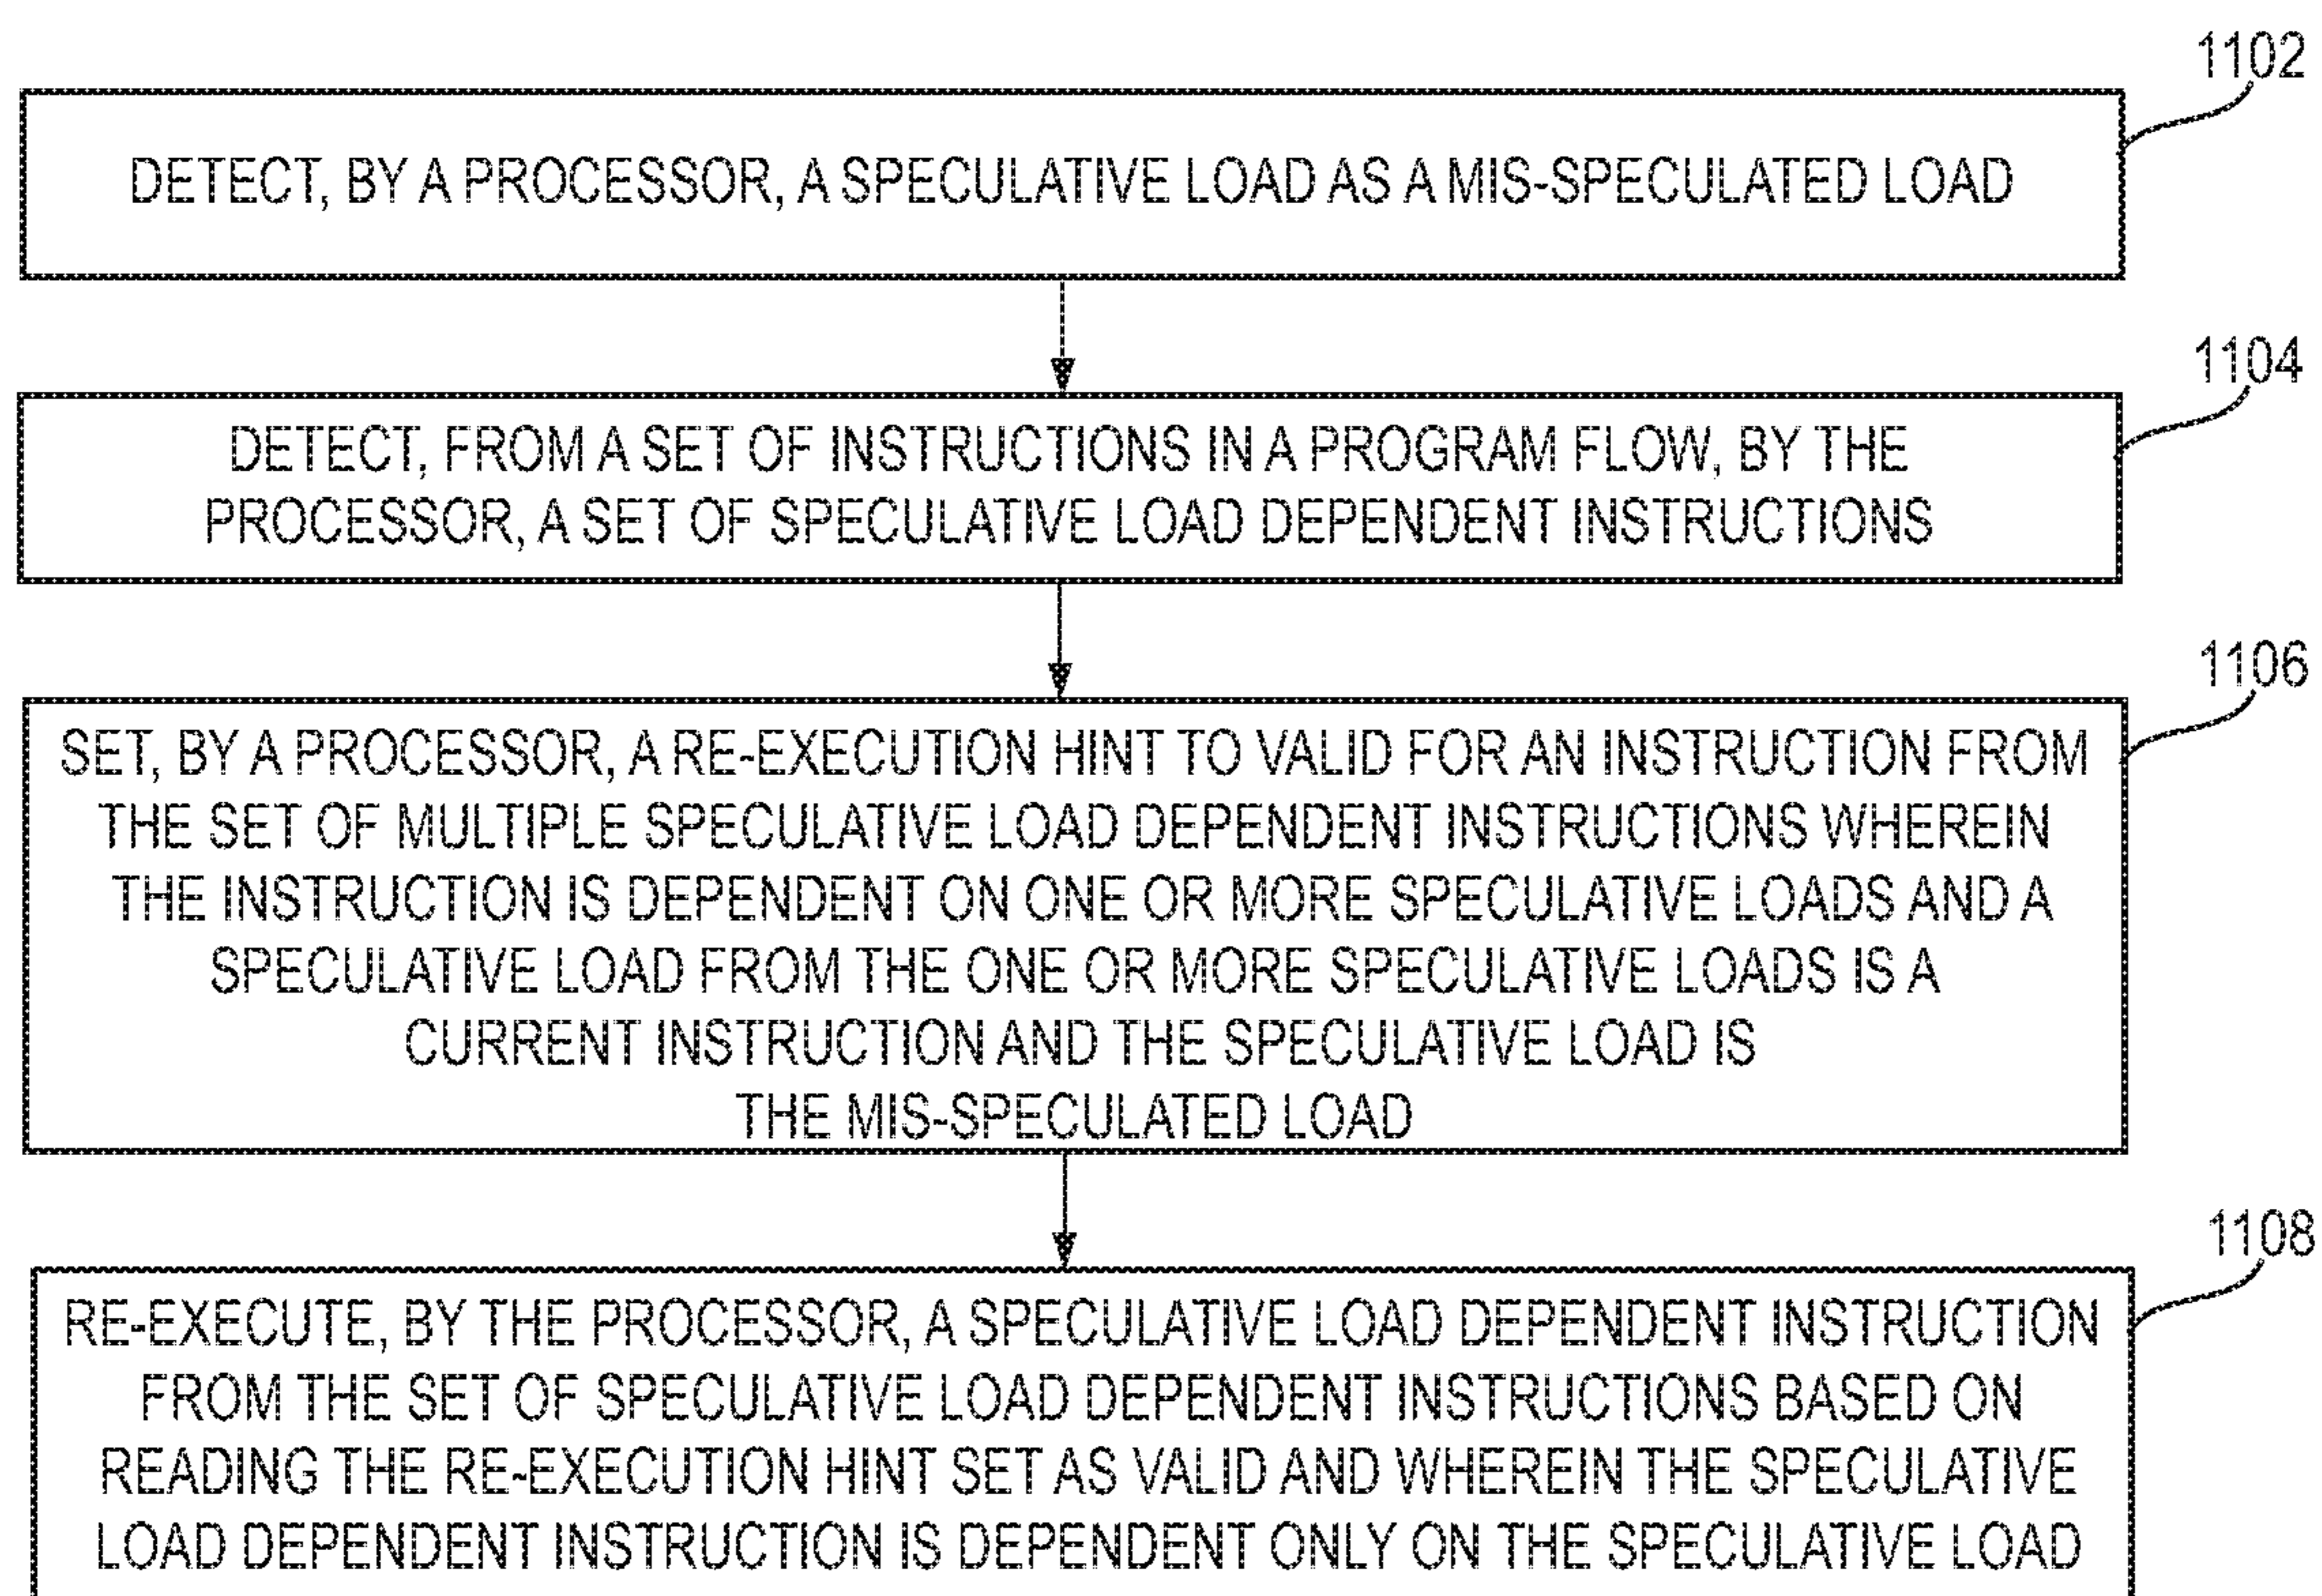 1102
DETECT, BY A PROCESSOR, A SPECULATIVE LOAD AS A MIS-SPECULATED LOAD
1104
DETECT, FROM A SET OF INSTRUCTIONS IN A PROGRAM FLOW, BY THE
PROCESSOR, A SET OF SPECULATIVE LOAD DEPENDENT INSTRUCTIONS
1106
SET, BY A PROCESSOR, A RE-EXECUTION HINT TO VALID FOR AN INSTRUCTION FROM
THE SET OF MULTIPLE SPECULATIVE LOAD DEPENDENT INSTRUCTIONS WHEREIN
THE INSTRUCTION IS DEPENDENT ON ONE OR MORE SPECULATIVE LOADS AND A
SPECULATIVE LOAD FROM THE ONE OR MORE SPECULATIVE LOADS IS A
CURRENT INSTRUCTION AND THE SPECULATIVE LOAD IS
THE MIS-SPECULATED LOAD
1108
RE-EXECUTE, BY THE PROCESSOR, A SPECULATIVE LOAD DEPENDENT INSTRUCTION
FROM THE SET OF SPECULATIVE LOAD DEPENDENT INSTRUCTIONS BASED ON
READING THE RE-EXECUTION HINT SET AS VALID AND WHEREIN THE SPECULATIVE
LOAD DEPENDENT INSTRUCTION IS DEPENDENT ONLY ON THE SPECULATIVE LOAD